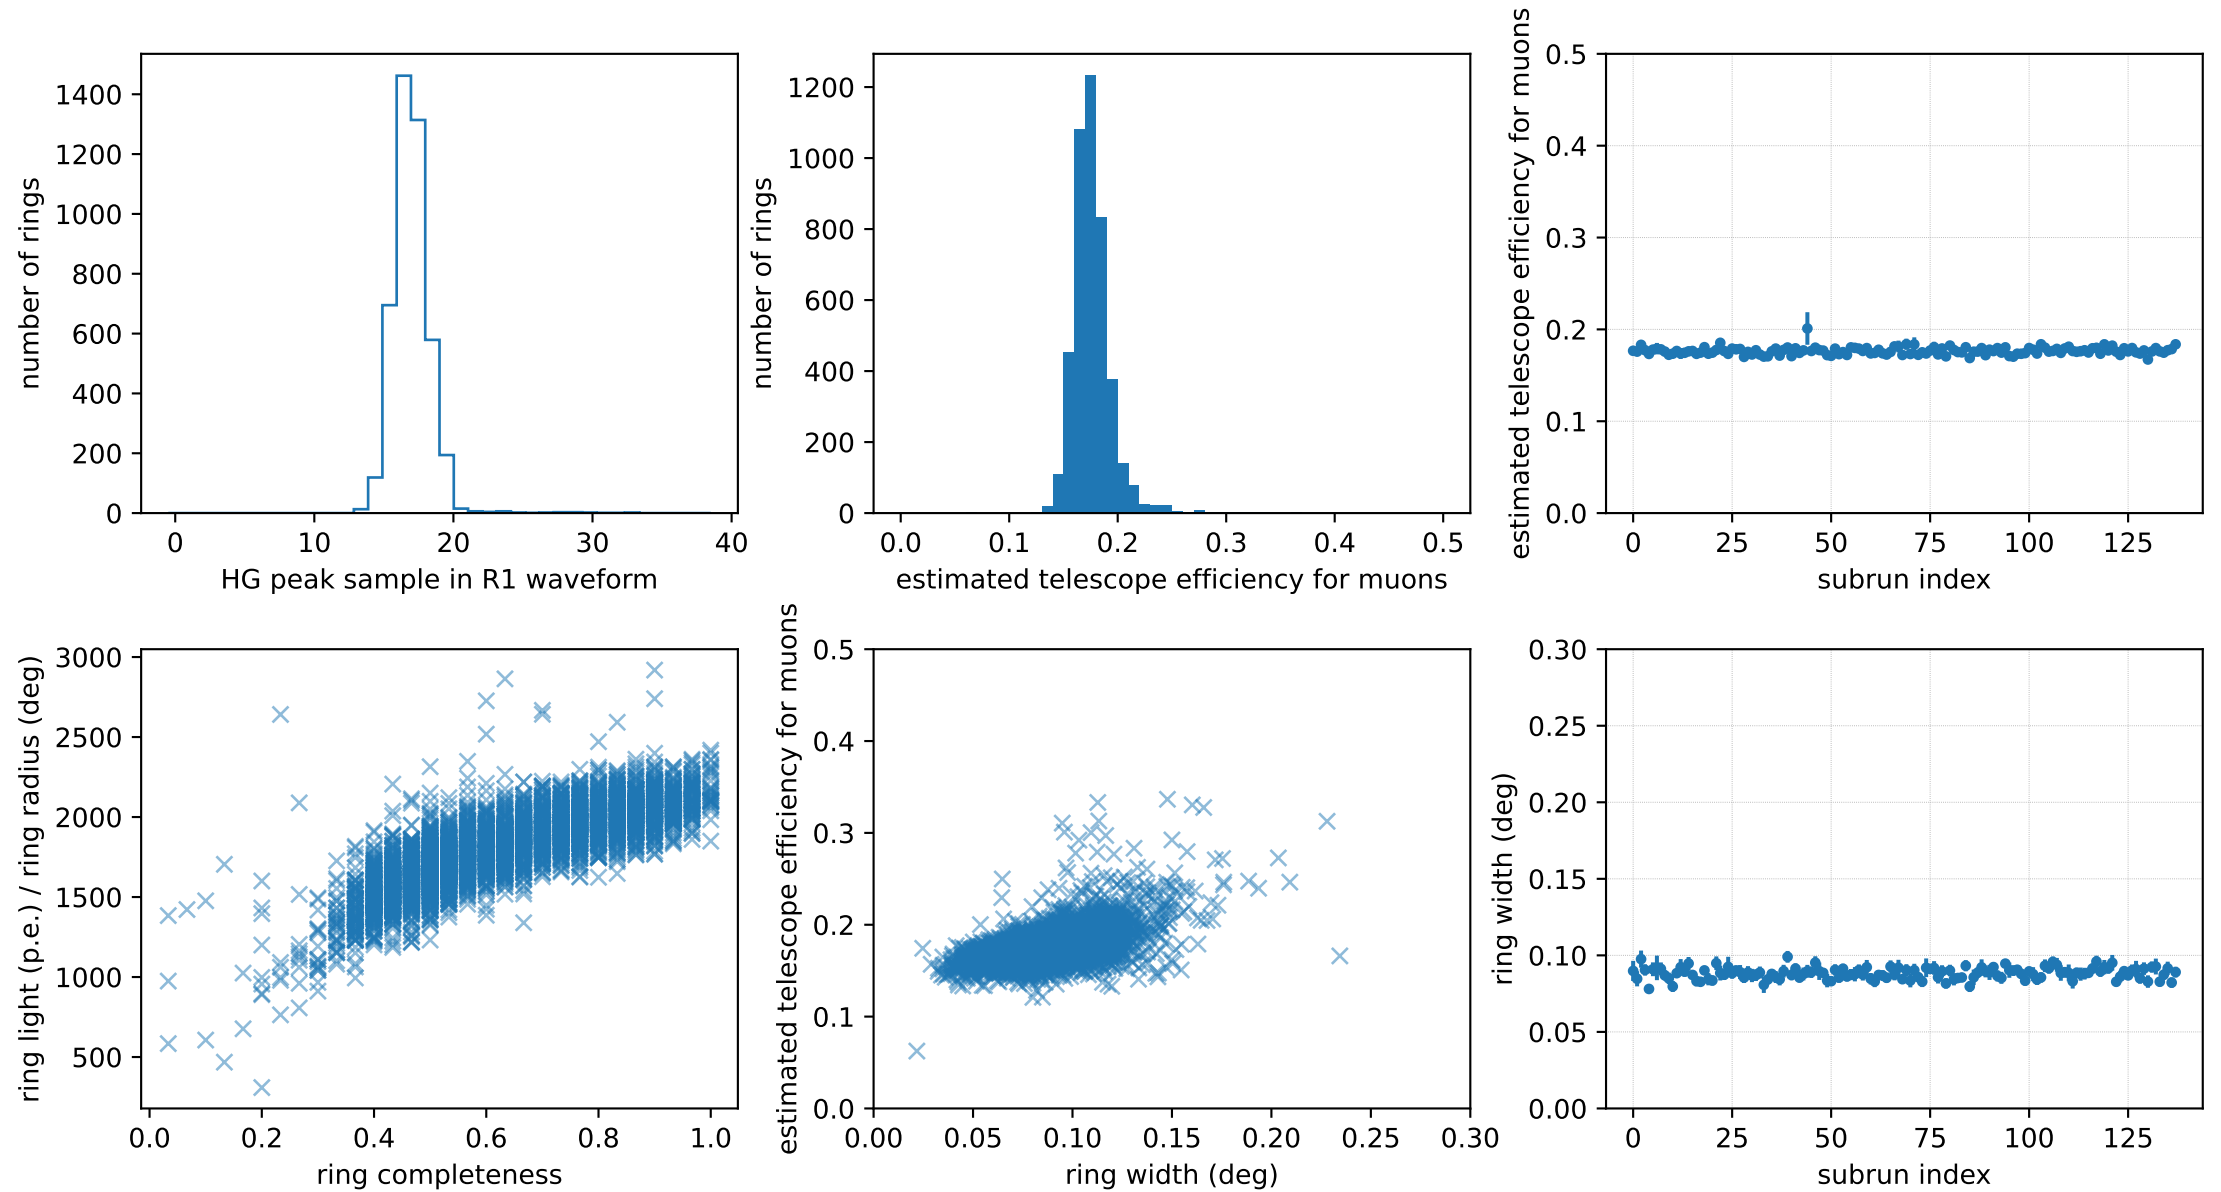 1400
1200
1000
800
600
400
200
0
number of rings
0 10 20 30 40
HG peak sample in R1 waveform
1200
1000
800
600
400
200
0
number of rings
0.0 0.1 0.2 0.3 0.4 0.5
estimated telescope efficiency for muons
0.5
0.4
0.3
0.2
0.1
0.0
estimated telescope efficiency for muons
0 25 50 75 100 125
subrun index
3000
2500
2000
1500
1000
500
ring light (p.e.) / ring radius (deg)
0.0 0.2 0.4 0.6 0.8 1.0
ring completeness
0.5
0.4
0.3
0.2
0.1
0.0
estimated telescope efficiency for muons
0.00 0.05 0.10 0.15 0.20 0.25 0.30
ring width (deg)
0.30
0.25
0.20
0.15
0.10
0.05
0.00
ring width (deg)
0 25 50 75 100 125
subrun index